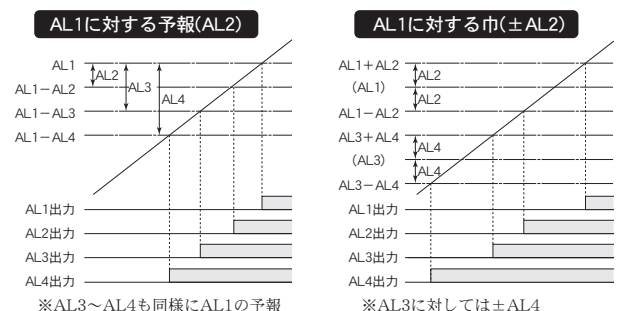 AL1に対する予報(AL2)
AL1
AL2
AL3
AL4
AL1−AL2
AL1−AL3
AL1−AL4
AL1出力
AL2出力
AL3出力
AL4出力
※AL3〜AL4も同様にAL1の予報
AL1に対する巾(±AL2)
AL1+AL2
AL2
(AL1)
AL2
AL1−AL2
AL3+AL4
AL4
(AL3)
AL4
AL3−AL4
AL1出力
AL2出力
AL3出力
AL4出力
※AL3に対しては±AL4